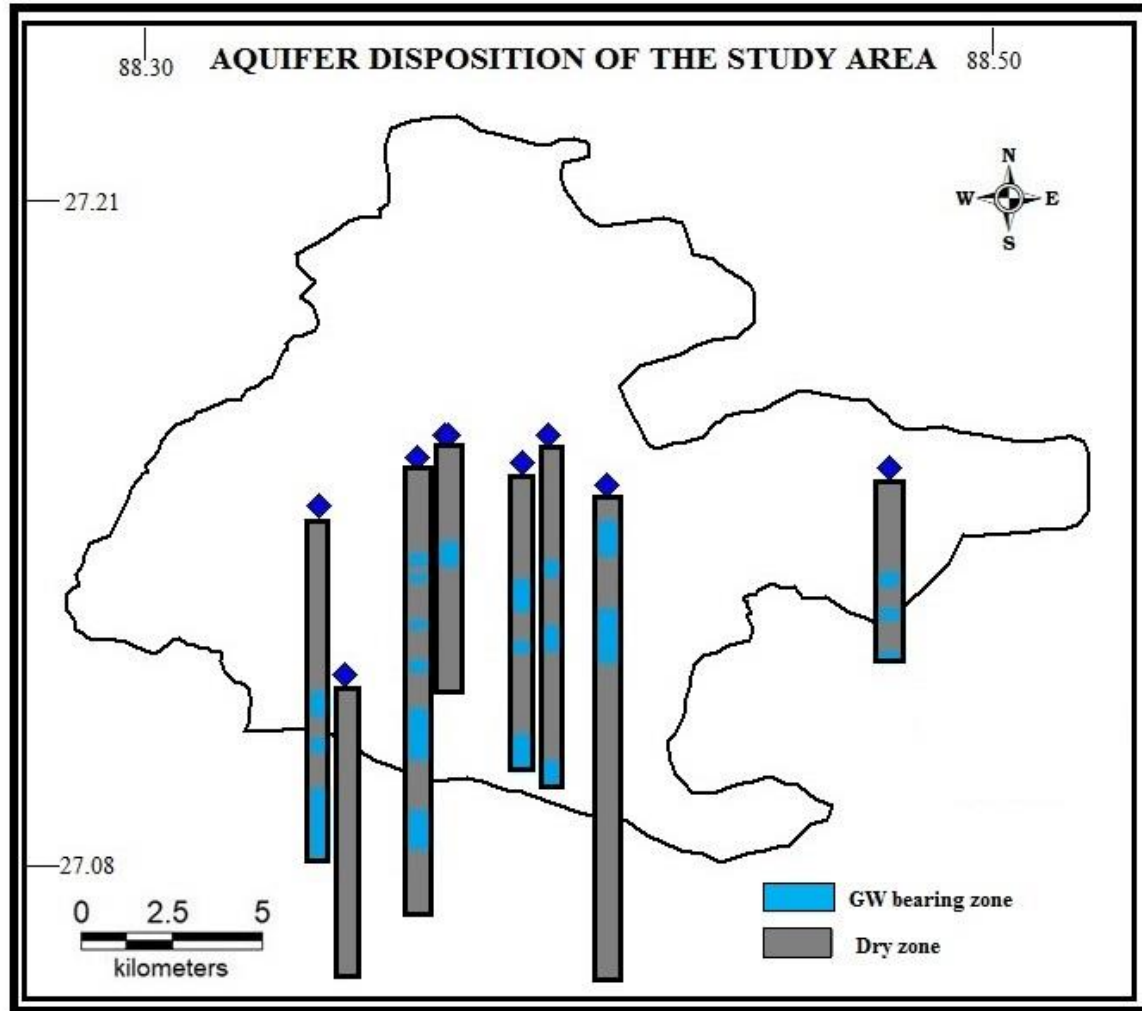 AQUIFER DISPOSITION OF THE STUDY AREA
88.30
88.50
27.21
N
W E
S
27.08
0 2.5 5
kilometers
GW bearing zone
Dry zone